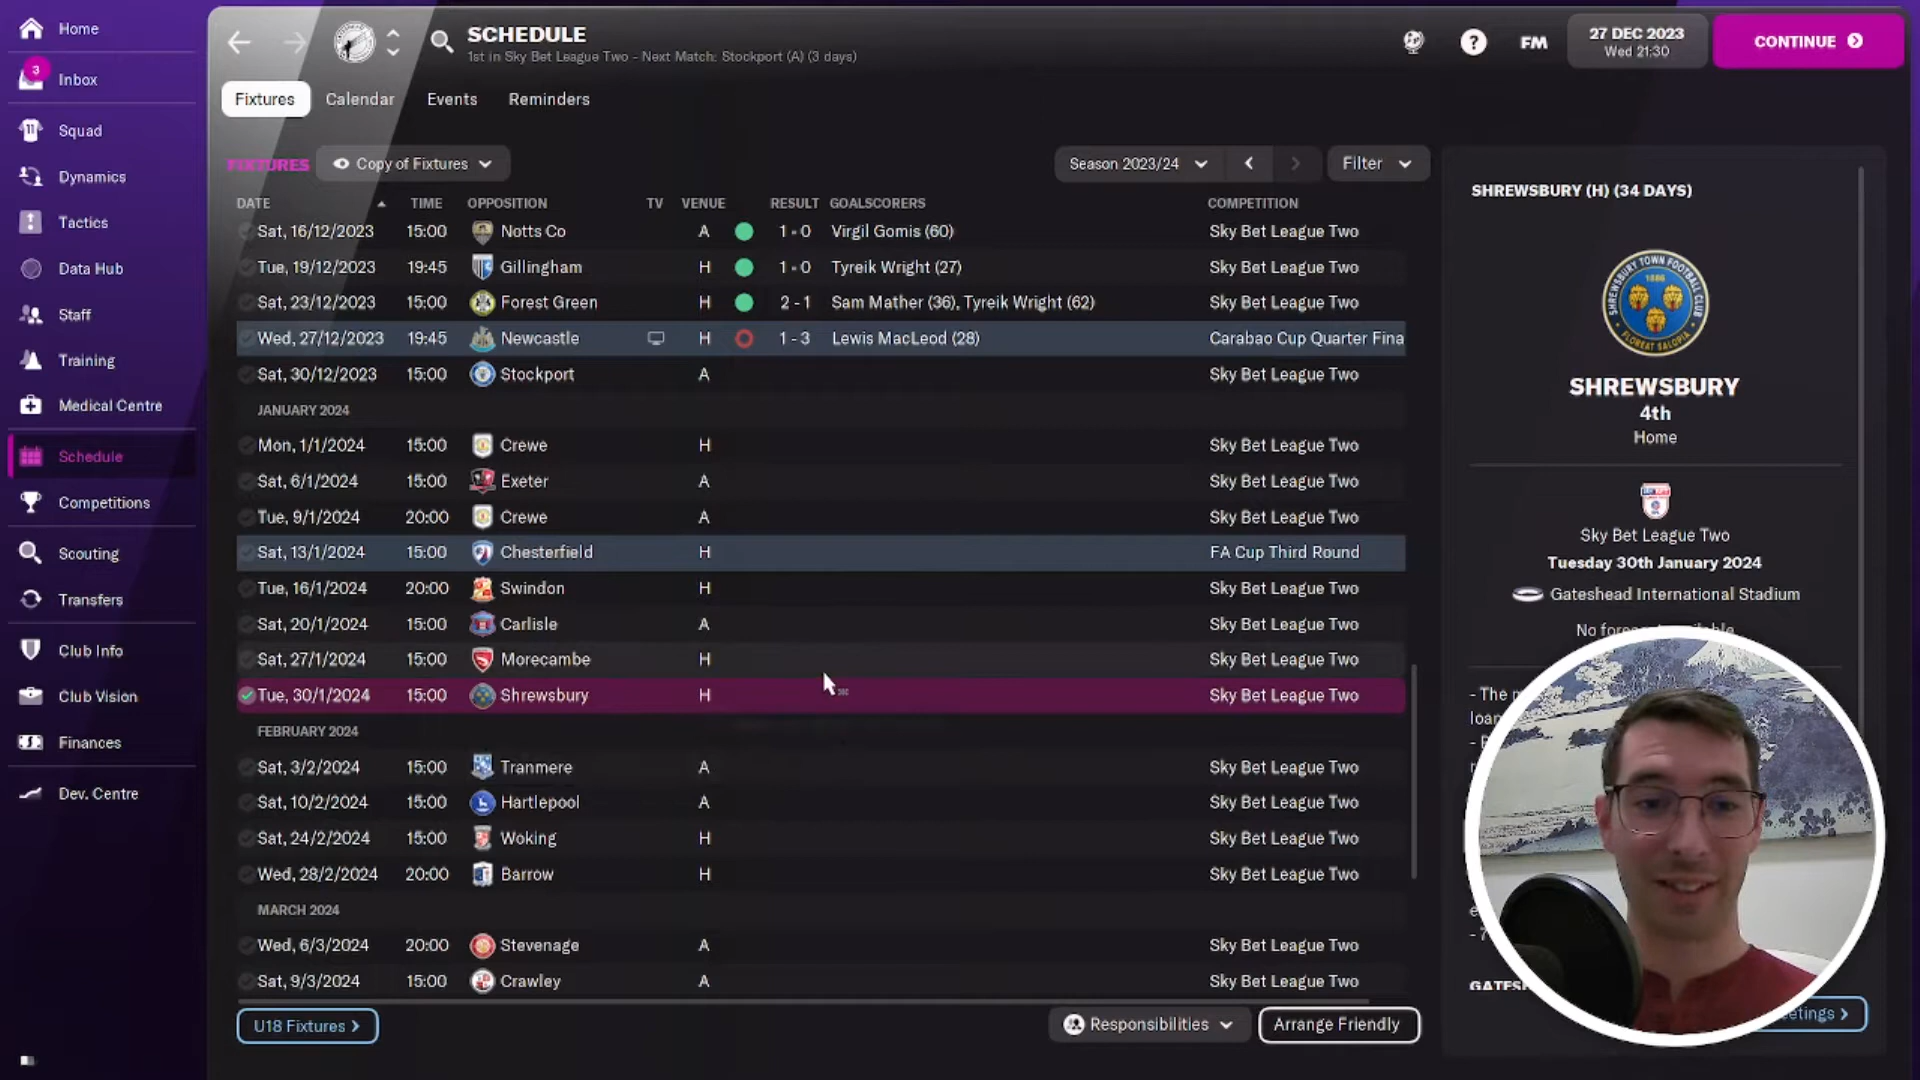 Home
3
Inbox
Squad
Dynamics
Tactics
Data Hub
Staff
Training
Medical Centre
Schedule
Competitions
Scouting
Transfers
Club Info
Club Vision
Finances
Dev. Centre
SCHEDULE
1st in Sky Bet League Two - Next Match: Stockport (A) (3 days)
? FM
27 DEC 2023
Wed 21:30
CONTINUE
Fixtures Calendar Events Reminders
FIXTURES Copy of Fixtures Season 2023/24 Filter
DATE TIME OPPOSITION TV VENUE RESULT GOALSCORERS COMPETITION
Sat, 16/12/2023 15:00 Notts Co A 1 - 0 Virgil Gomis (60) Sky Bet League Two
Tue, 19/12/2023 19:45 Gillingham H 1 - 0 Tyreik Wright (27) Sky Bet League Two
Sat, 23/12/2023 15:00 Forest Green H 2 - 1 Sam Mather (36), Tyreik Wright (62) Sky Bet League Two
Wed, 27/12/2023 19:45 Newcastle H 1 - 3 Lewis MacLeod (28) Carabao Cup Quarter Fina
Sat, 30/12/2023 15:00 Stockport A Sky Bet League Two
JANUARY 2024
Mon, 1/1/2024 15:00 Crewe H Sky Bet League Two
Sat, 6/1/2024 15:00 Exeter A Sky Bet League Two
Tue, 9/1/2024 20:00 Crewe A Sky Bet League Two
Sat, 13/1/2024 15:00 Chesterfield H FA Cup Third Round
Tue, 16/1/2024 20:00 Swindon H Sky Bet League Two
Sat, 20/1/2024 15:00 Carlisle A Sky Bet League Two
Sat, 27/1/2024 15:00 Morecambe H Sky Bet League Two
Tue, 30/1/2024 15:00 Shrewsbury H Sky Bet League Two
FEBRUARY 2024
Sat, 3/2/2024 15:00 Tranmere A Sky Bet League Two
Sat, 10/2/2024 15:00 Hartlepool A Sky Bet League Two
Sat, 24/2/2024 15:00 Woking H Sky Bet League Two
Wed, 28/2/2024 20:00 Barrow H Sky Bet League Two
MARCH 2024
Wed, 6/3/2024 20:00 Stevenage A Sky Bet League Two
Sat, 9/3/2024 15:00 Crawley A Sky Bet League Two
U18 Fixtures Responsibilities Arrange Friendly
SHREWSBURY (H) (34 DAYS)
SHREWSBURY TOWN FOOTBALL CLUB
1886
FLOREAT SALOPIA
SHREWSBURY
4th
Home
Sky Bet League Two
Tuesday 30th January 2024
Gateshead International Stadium
- The